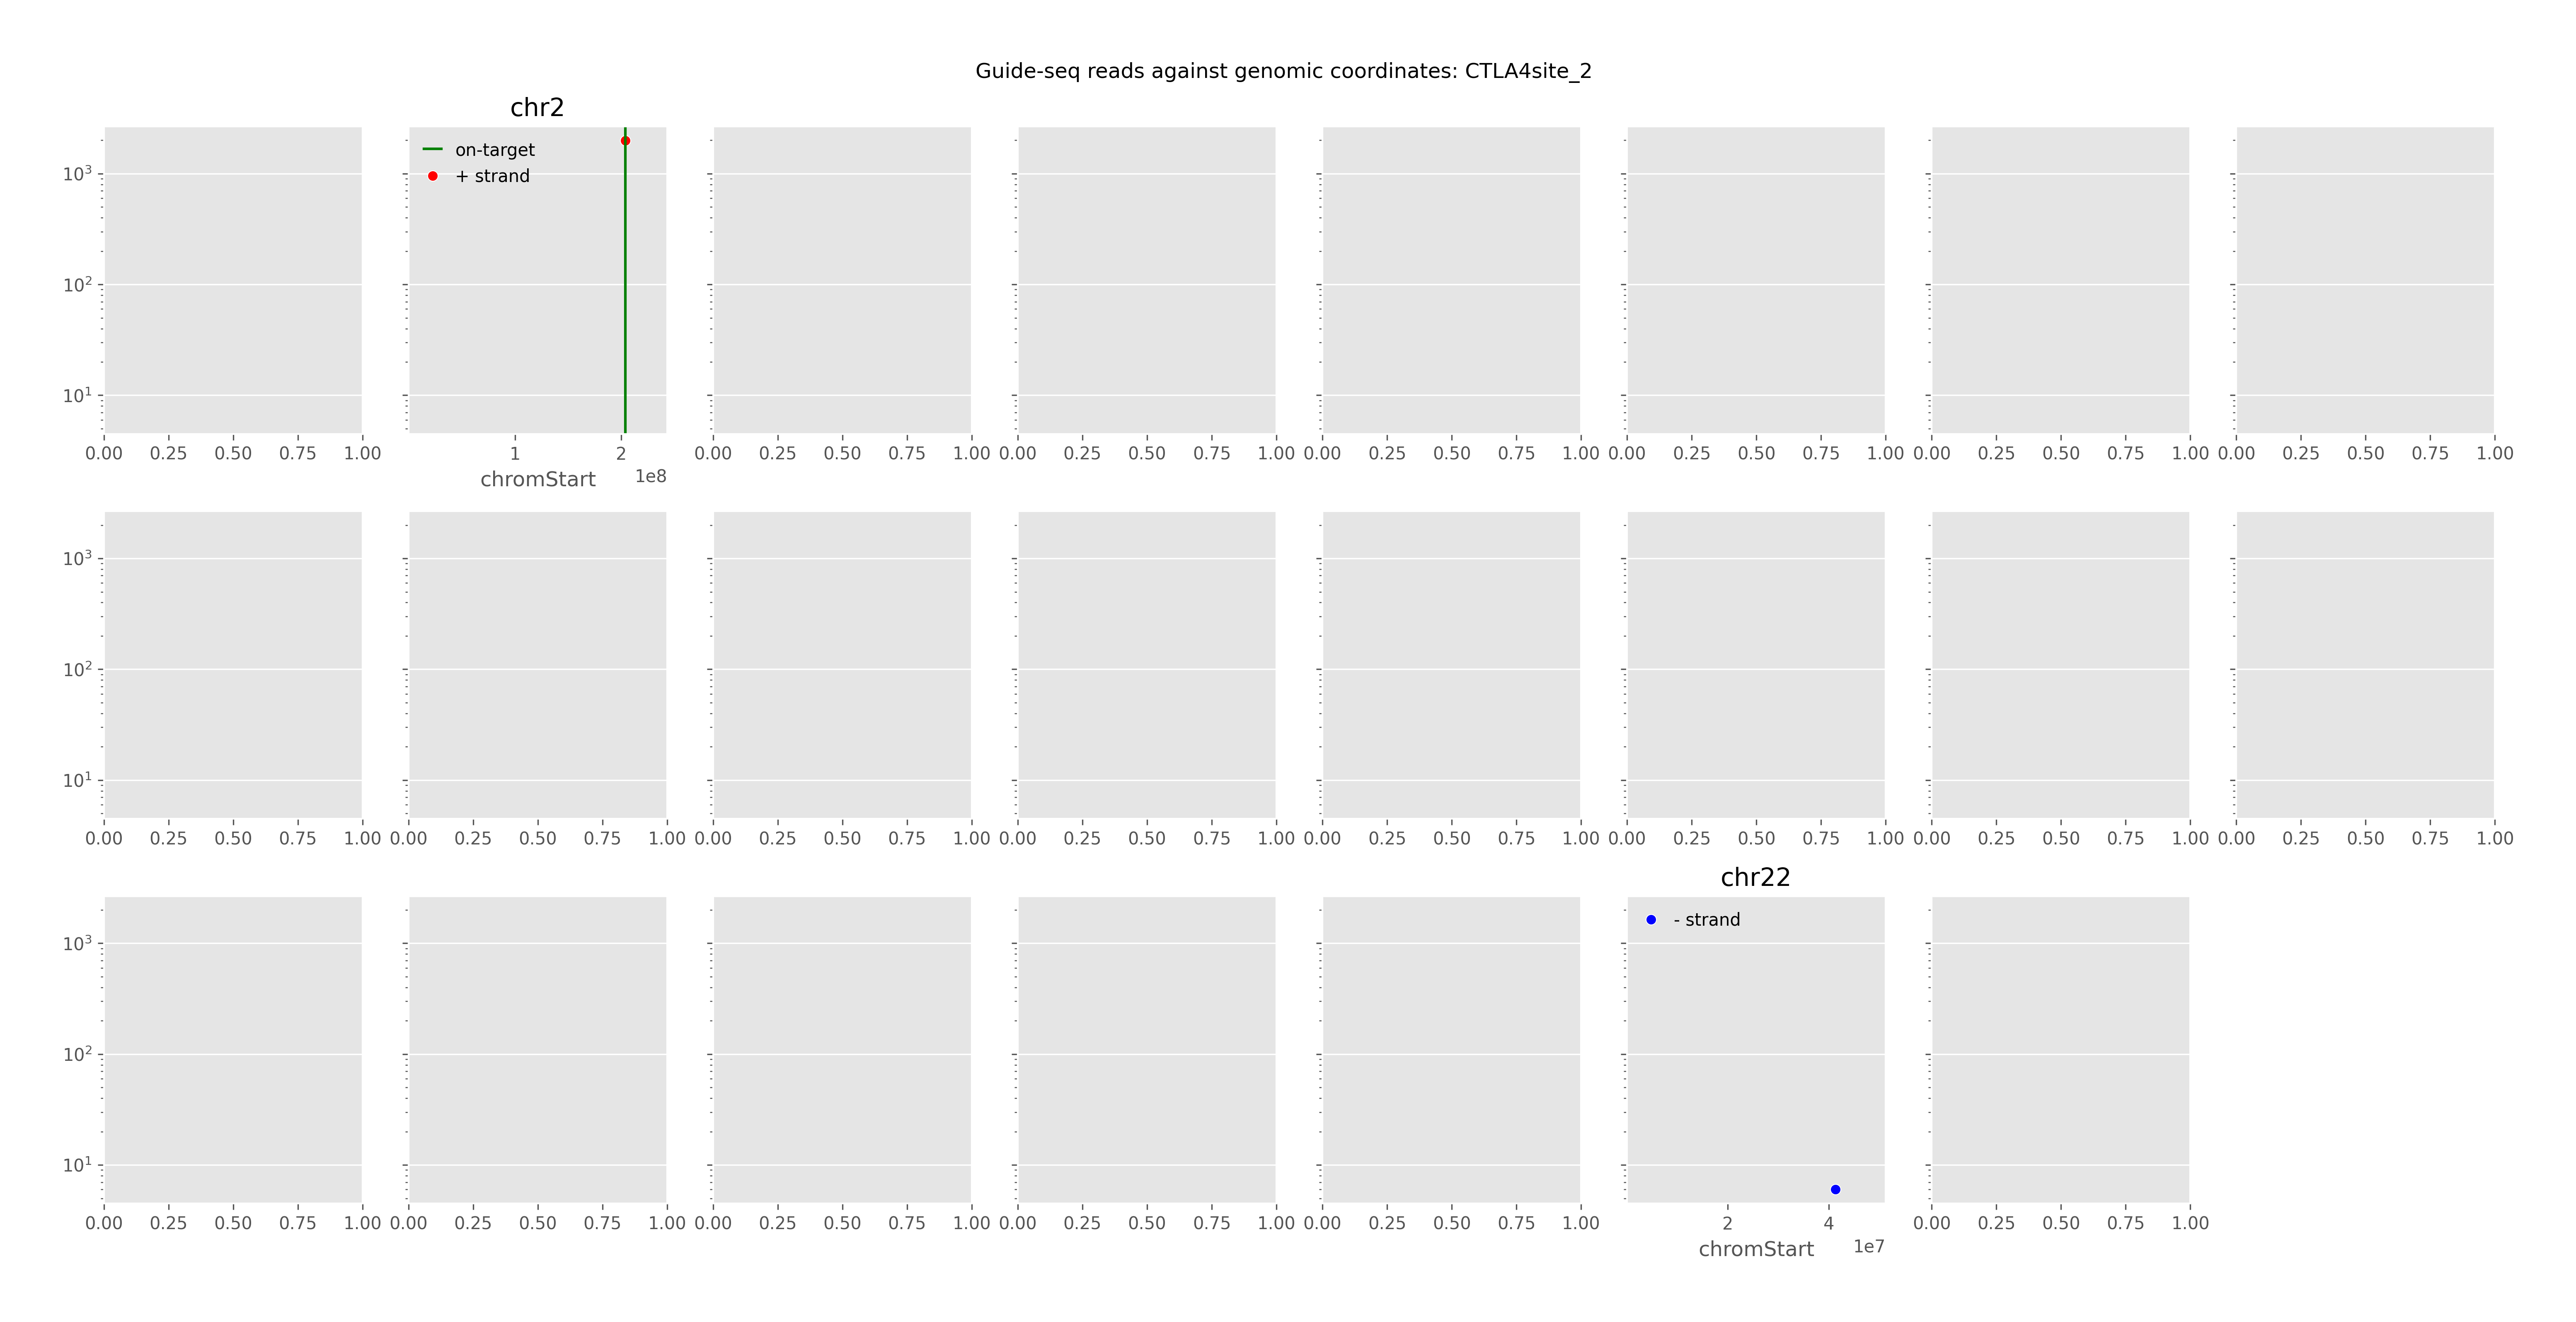 Guide-seq reads against genomic coordinates: CTLA4site_2
chr2
on-target
+ strand
10³
10²
10¹
0.00 0.25 0.50 0.75 1.00
1 2
0.00 0.25 0.50 0.75 1.00
0.00 0.25 0.50 0.75 1.00
0.00 0.25 0.50 0.75 1.00
0.00 0.25 0.50 0.75 1.00
0.00 0.25 0.50 0.75 1.00
0.00 0.25 0.50 0.75 1.00
chromStart 1e8
10³
10²
10¹
0.00 0.25 0.50 0.75 1.00
0.00 0.25 0.50 0.75 1.00
0.00 0.25 0.50 0.75 1.00
0.00 0.25 0.50 0.75 1.00
0.00 0.25 0.50 0.75 1.00
0.00 0.25 0.50 0.75 1.00
0.00 0.25 0.50 0.75 1.00
0.00 0.25 0.50 0.75 1.00
chr22
- strand
10³
10²
10¹
0.00 0.25 0.50 0.75 1.00
0.00 0.25 0.50 0.75 1.00
0.00 0.25 0.50 0.75 1.00
0.00 0.25 0.50 0.75 1.00
0.00 0.25 0.50 0.75 1.00
2 4
0.00 0.25 0.50 0.75 1.00
chromStart 1e7